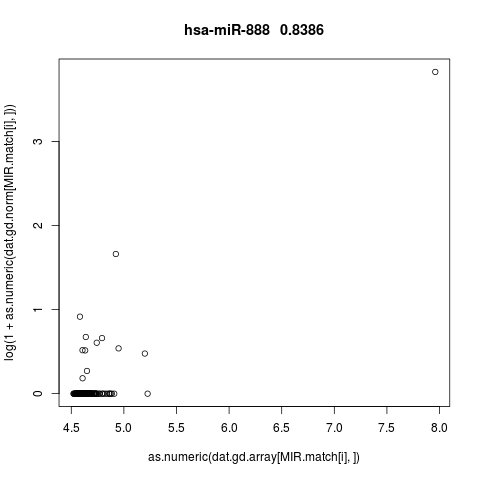 hsa-miR-888 0.8386
log(1 + as.numeric(dat.gd.norm[MIR.match[i], ]))
3
2
1
0
4.5 5.0 5.5 6.0 6.5 7.0 7.5 8.0
as.numeric(dat.gd.array[MIR.match[i], ])